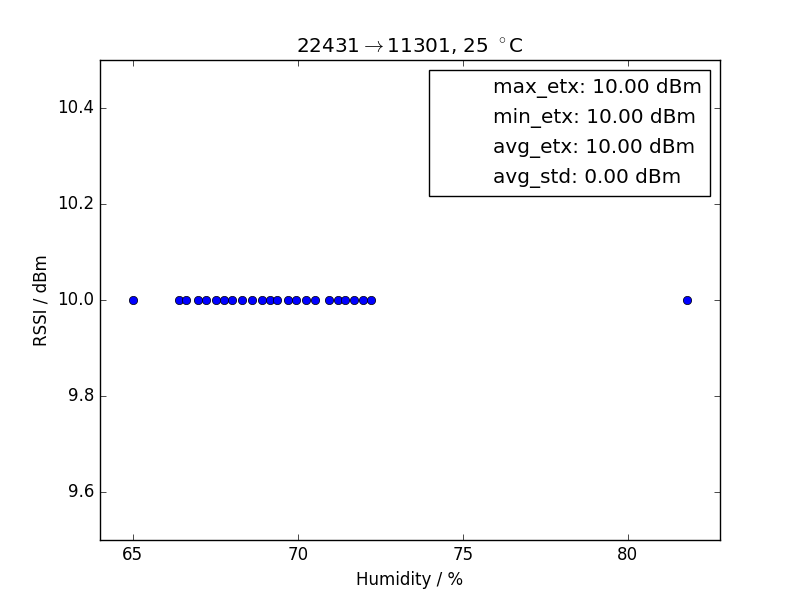 22431→11301, 25 °C
max_etx: 10.00 dBm
min_etx: 10.00 dBm
avg_etx: 10.00 dBm
avg_std: 0.00 dBm
RSSI / dBm
10.4
10.2
10.0
9.8
9.6
65 70 75 80
Humidity / %